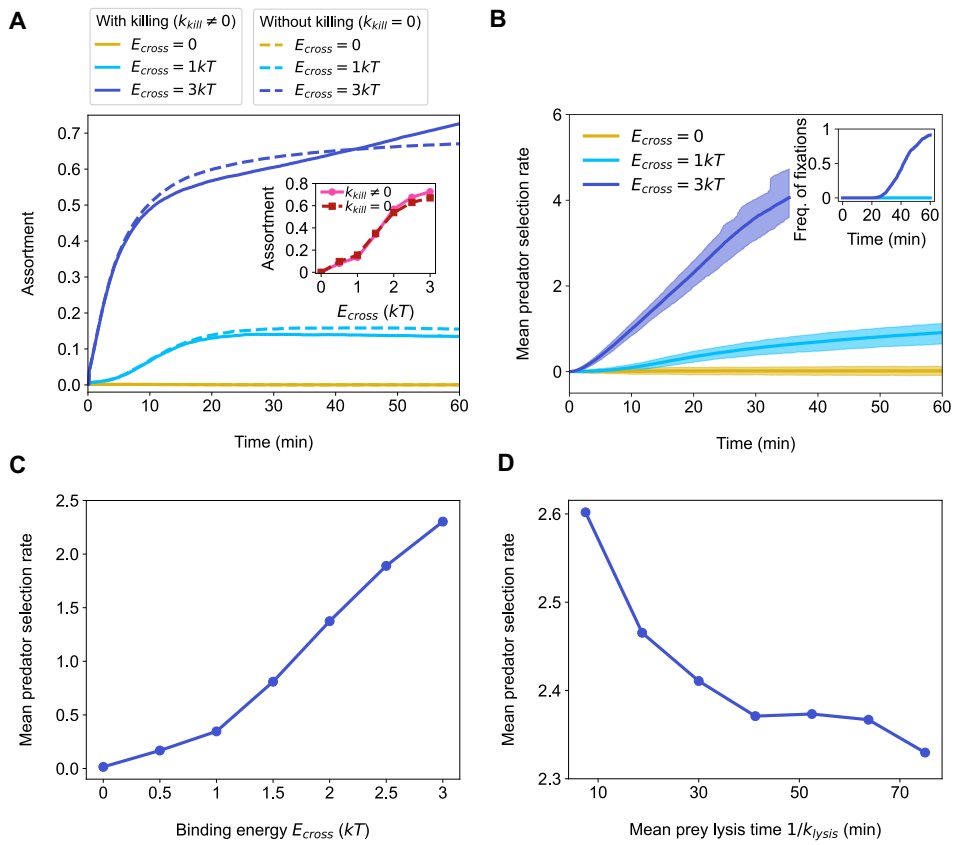 A
With killing (k_kill ≠ 0)
E_cross = 0
E_cross = 1kT
E_cross = 3kT
Without killing (k_kill = 0)
E_cross = 0
E_cross = 1kT
E_cross = 3kT
Assortment
0.7
0.6
0.5
0.4
0.3
0.2
0.1
0.0
0 10 20 30 40 50 60
Time (min)
Assortment
0.8
0.6
0.4
0.2
0
k_kill ≠ 0
k_kill = 0
0 1 2 3
E_cross (kT)
B
Mean predator selection rate
6
4
2
0
E_cross = 0
E_cross = 1kT
E_cross = 3kT
0 10 20 30 40 50 60
Time (min)
Freq. of fixations
1
0.5
0
0 20 40 60
Time (min)
C
Mean predator selection rate
2.5
2.0
1.5
1.0
0.5
0.0
0 0.5 1 1.5 2 2.5 3
Binding energy E_cross (kT)
D
Mean predator selection rate
2.6
2.5
2.4
2.3
10 30 50 70
Mean prey lysis time 1/k_lysis (min)